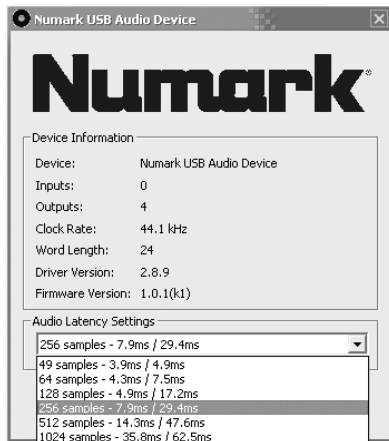 Numark USB Audio Device
Numark®
Device Information
Device: Numark USB Audio Device
Inputs: 0
Outputs: 4
Clock Rate: 44.1 kHz
Word Length: 24
Driver Version: 2.8.9
Firmware Version: 1.0.1(k1)
Audio Latency Settings
256 samples - 7.9ms / 29.4ms
49 samples - 3.9ms / 4.9ms
64 samples - 4.3ms / 7.5ms
128 samples - 4.9ms / 17.2ms
256 samples - 7.9ms / 29.4ms
512 samples - 14.3ms / 47.6ms
1024 samples - 35.8ms / 62.5ms